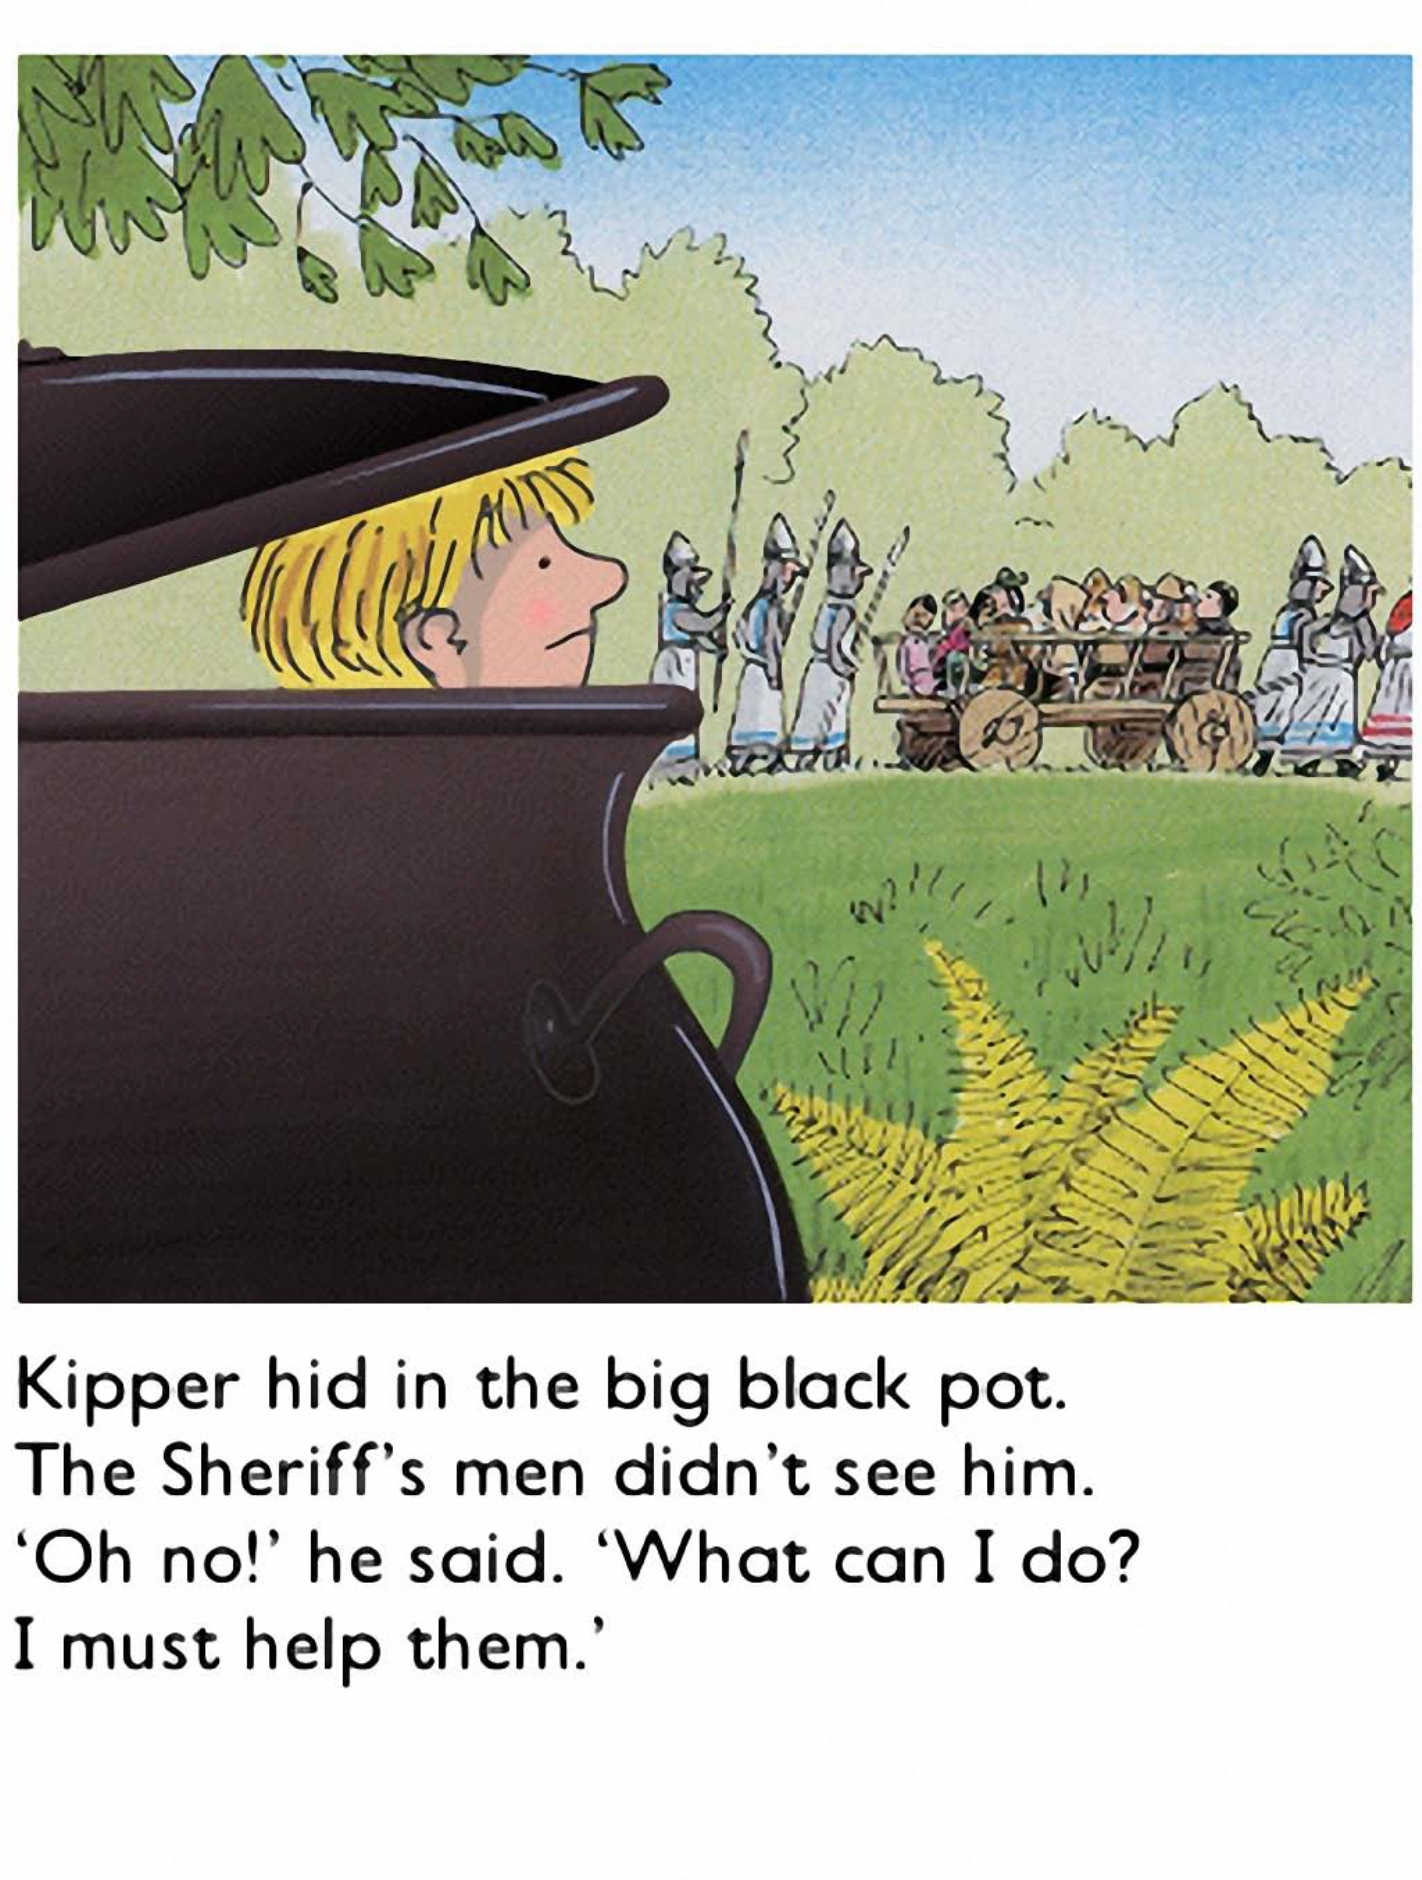 Kipper hid in the big black pot.
The Sheriff’s men didn’t see him.
‘Oh no!’ he said. ‘What can I do?
I must help them.’